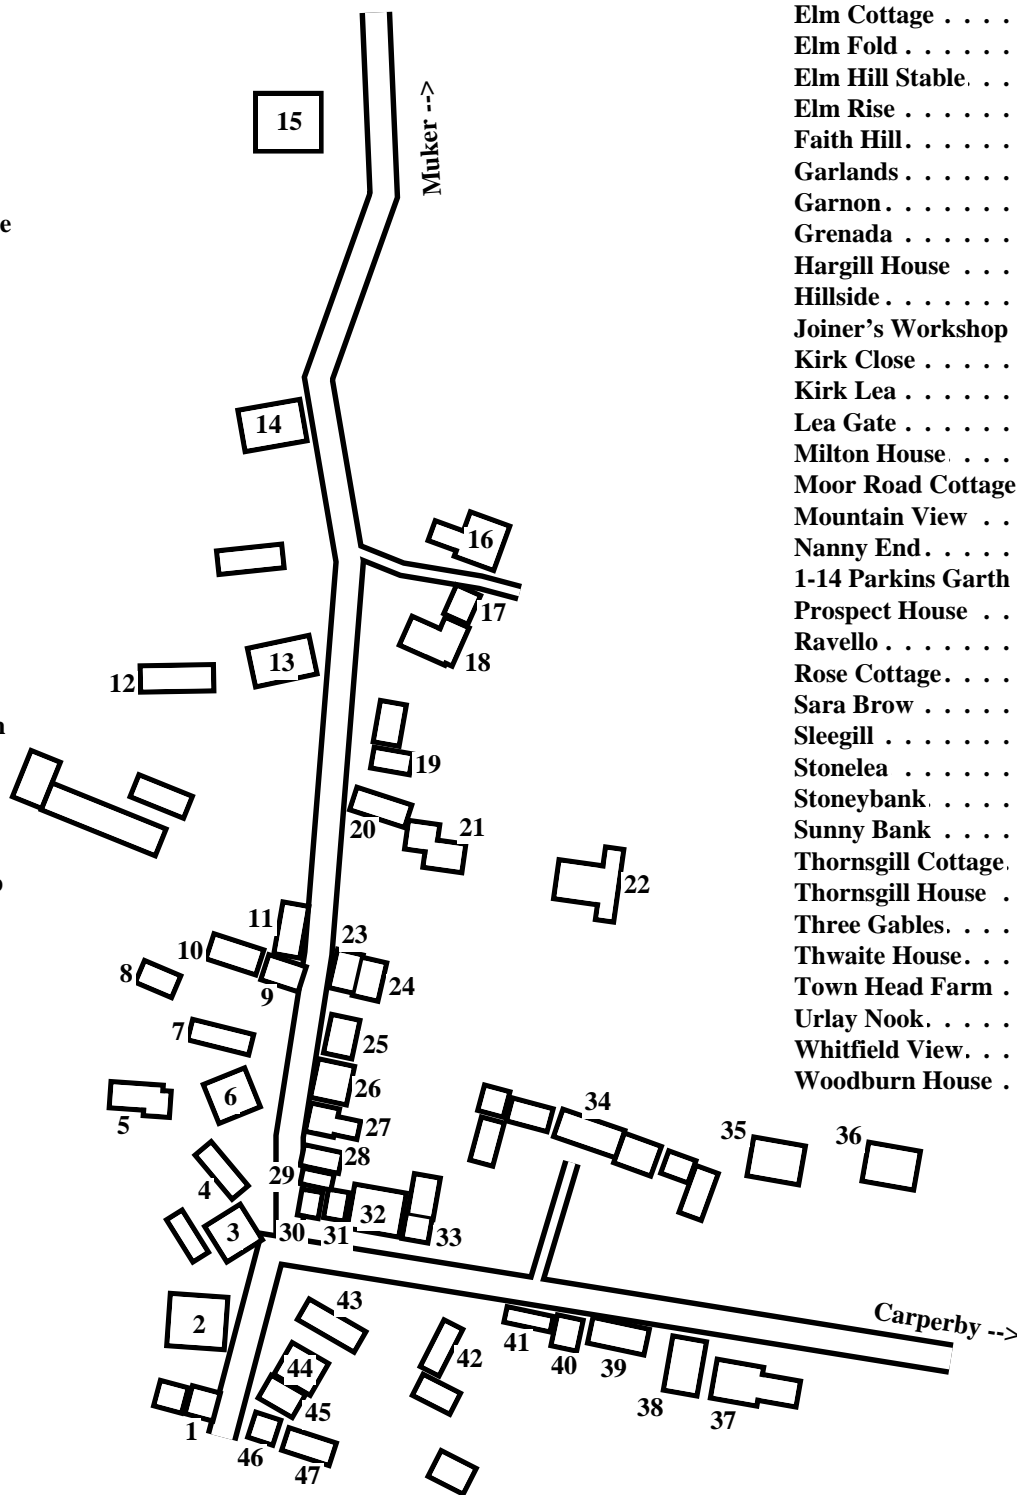 Elm Cottage . . . .
Elm Fold . . . . . .
Elm Hill Stable. . .
Elm Rise . . . . . .
Faith Hill. . . . . .
Garlands . . . . . .
Garnon . . . . . . .
Grenada . . . . . .
Hargill House . . .
Hillside . . . . . . .
Joiner’s Workshop
Kirk Close . . . . .
Kirk Lea . . . . . .
Lea Gate . . . . . .
Milton House. . . .
Moor Road Cottage
Mountain View . .
Nanny End . . . . .
1-14 Parkins Garth
Prospect House . .
Ravello . . . . . . .
Rose Cottage. . . .
Sara Brow . . . . .
Sleegill . . . . . . .
Stonelea . . . . . .
Stoneybank. . . . .
Sunny Bank . . . .
Thornsgill Cottage.
Thornsgill House .
Three Gables. . . .
Thwaite House. . .
Town Head Farm .
Urlay Nook. . . . .
Whitfield View. . .
Woodburn House .
Muker -->
15
e
14
16
17
18
13
12
19
20
21
22
11
10
9
8
23
24
7
25
6
26
5
27
28
29
4
30
31
32
33
3
34
35
36
2
43
44
45
1
46
47
42
41
40
39
38
37
Carperby -->